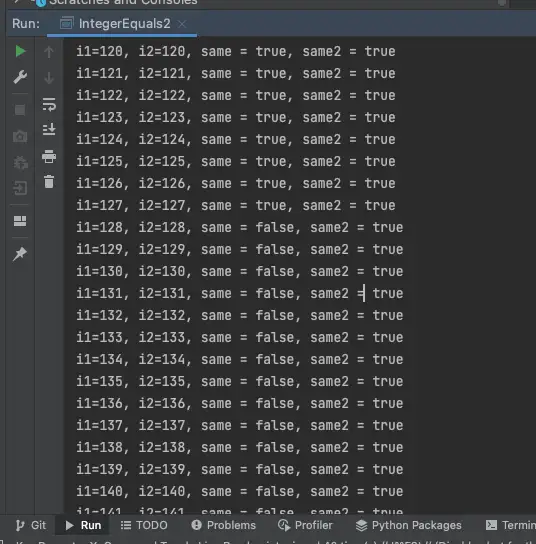 Scratches and Consoles
Run: IntegerEquals2
i1=120, i2=120, same = true, same2 = true
i1=121, i2=121, same = true, same2 = true
i1=122, i2=122, same = true, same2 = true
i1=123, i2=123, same = true, same2 = true
i1=124, i2=124, same = true, same2 = true
i1=125, i2=125, same = true, same2 = true
i1=126, i2=126, same = true, same2 = true
i1=127, i2=127, same = true, same2 = true
i1=128, i2=128, same = false, same2 = true
i1=129, i2=129, same = false, same2 = true
i1=130, i2=130, same = false, same2 = true
i1=131, i2=131, same = false, same2 = true
i1=132, i2=132, same = false, same2 = true
i1=133, i2=133, same = false, same2 = true
i1=134, i2=134, same = false, same2 = true
i1=135, i2=135, same = false, same2 = true
i1=136, i2=136, same = false, same2 = true
i1=137, i2=137, same = false, same2 = true
i1=138, i2=138, same = false, same2 = true
i1=139, i2=139, same = false, same2 = true
i1=140, i2=140, same = false, same2 = true
i1=141, i2=141, same = false, same2 = true
Git Run TODO Problems Profiler Python Packages